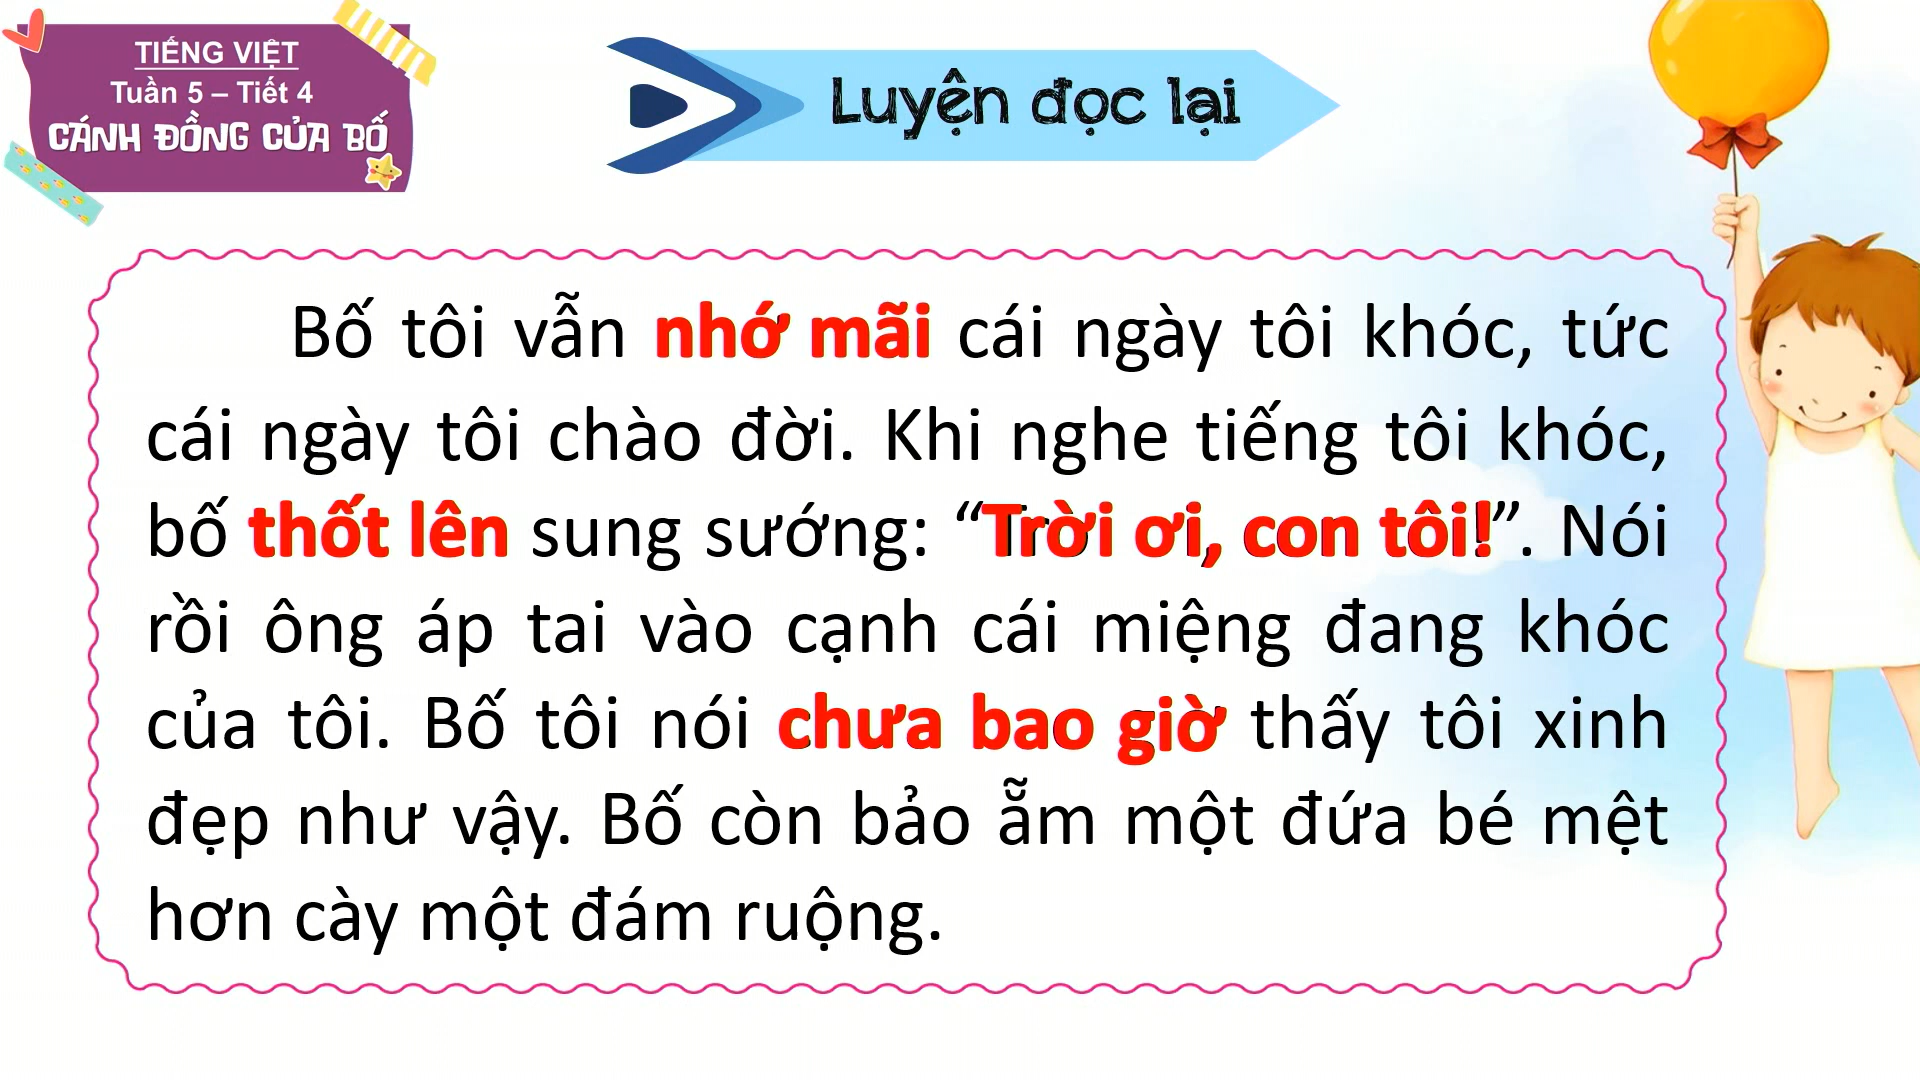 TIẾNG VIỆT
Tuần 5 – Tiết 4
CÁNH ĐỒNG CỦA BỐ
Luyện đọc lại
Bố tôi vẫn nhớ mãi cái ngày tôi khóc, tức
cái ngày tôi chào đời. Khi nghe tiếng tôi khóc,
bố thốt lên sung sướng: “Trời ơi, con tôi!”. Nói
rồi ông áp tai vào cạnh cái miệng đang khóc
của tôi. Bố tôi nói chưa bao giờ thấy tôi xinh
đẹp như vậy. Bố còn bảo ẵm một đứa bé mệt
hơn cày một đám ruộng.